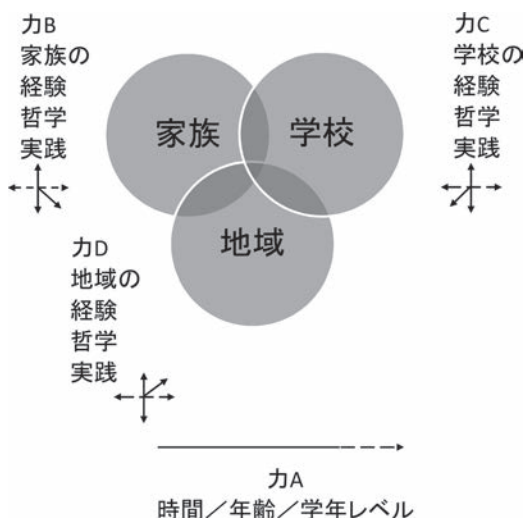 力B
家族の
経験
哲学
実践
力C
学校の
経験
哲学
実践
家族
学校
地域
力D
地域の
経験
哲学
実践
力A
時間／年齢／学年レベル